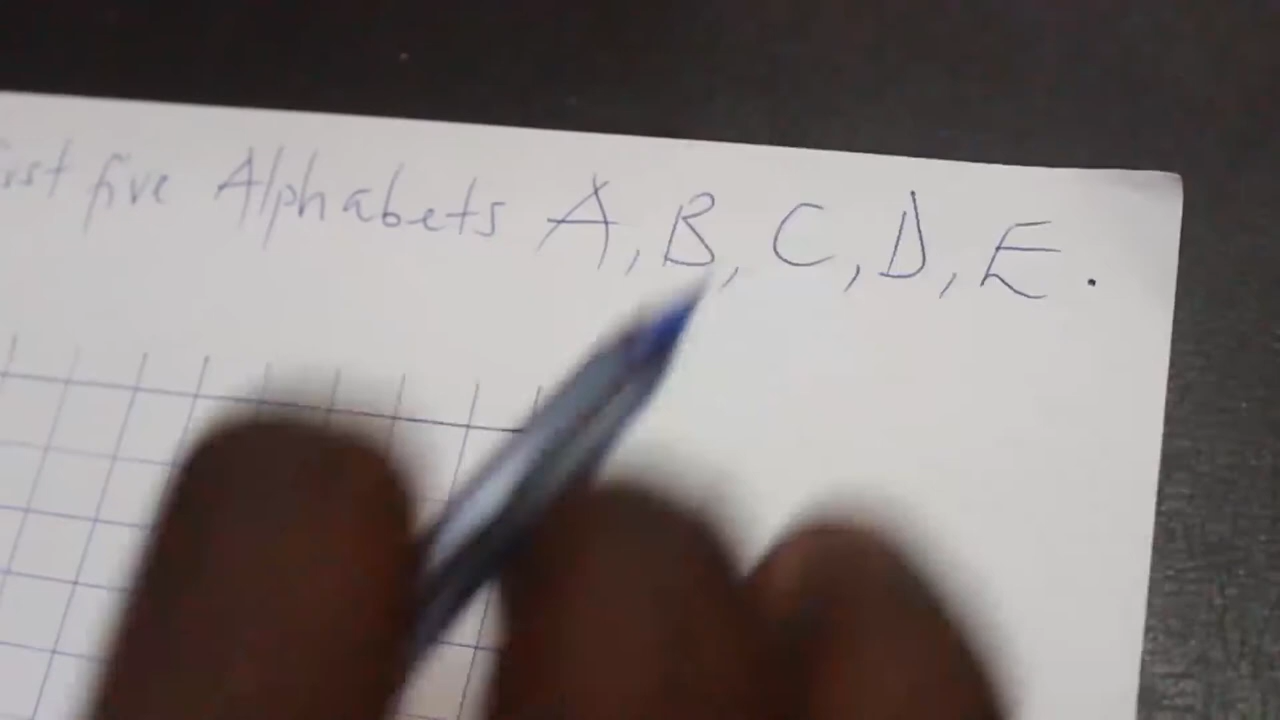 five Alphabets A, B, C, D, E.